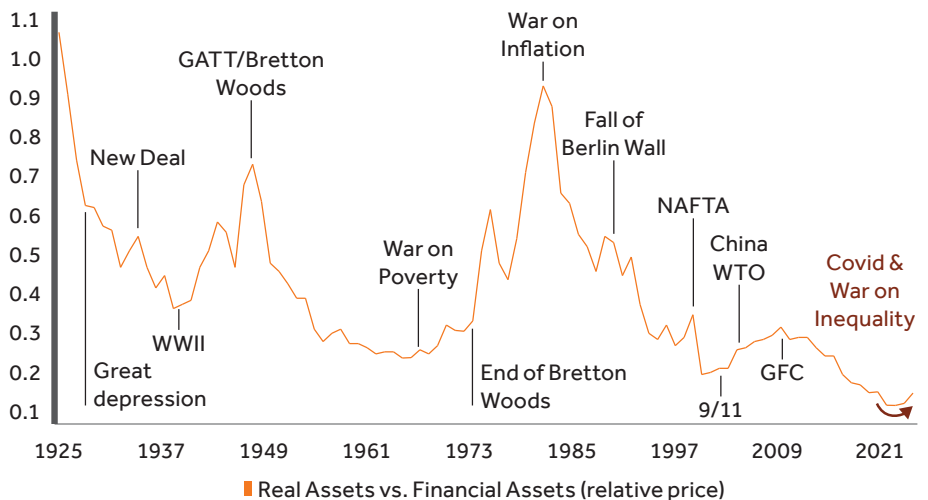 1.1
1.0
0.9
0.8
0.7
0.6
0.5
0.4
0.3
0.2
0.1
New Deal
GATT/Bretton
Woods
War on
Inflation
Fall of
Berlin Wall
NAFTA
China
WTO
Covid &
War on
Inequality
War on
Poverty
WWII
Great
depression
End of Bretton
Woods
9/11
GFC
1925
1937
1949
1961
1973
1985
1997
2009
2021
Real Assets vs. Financial Assets (relative price)